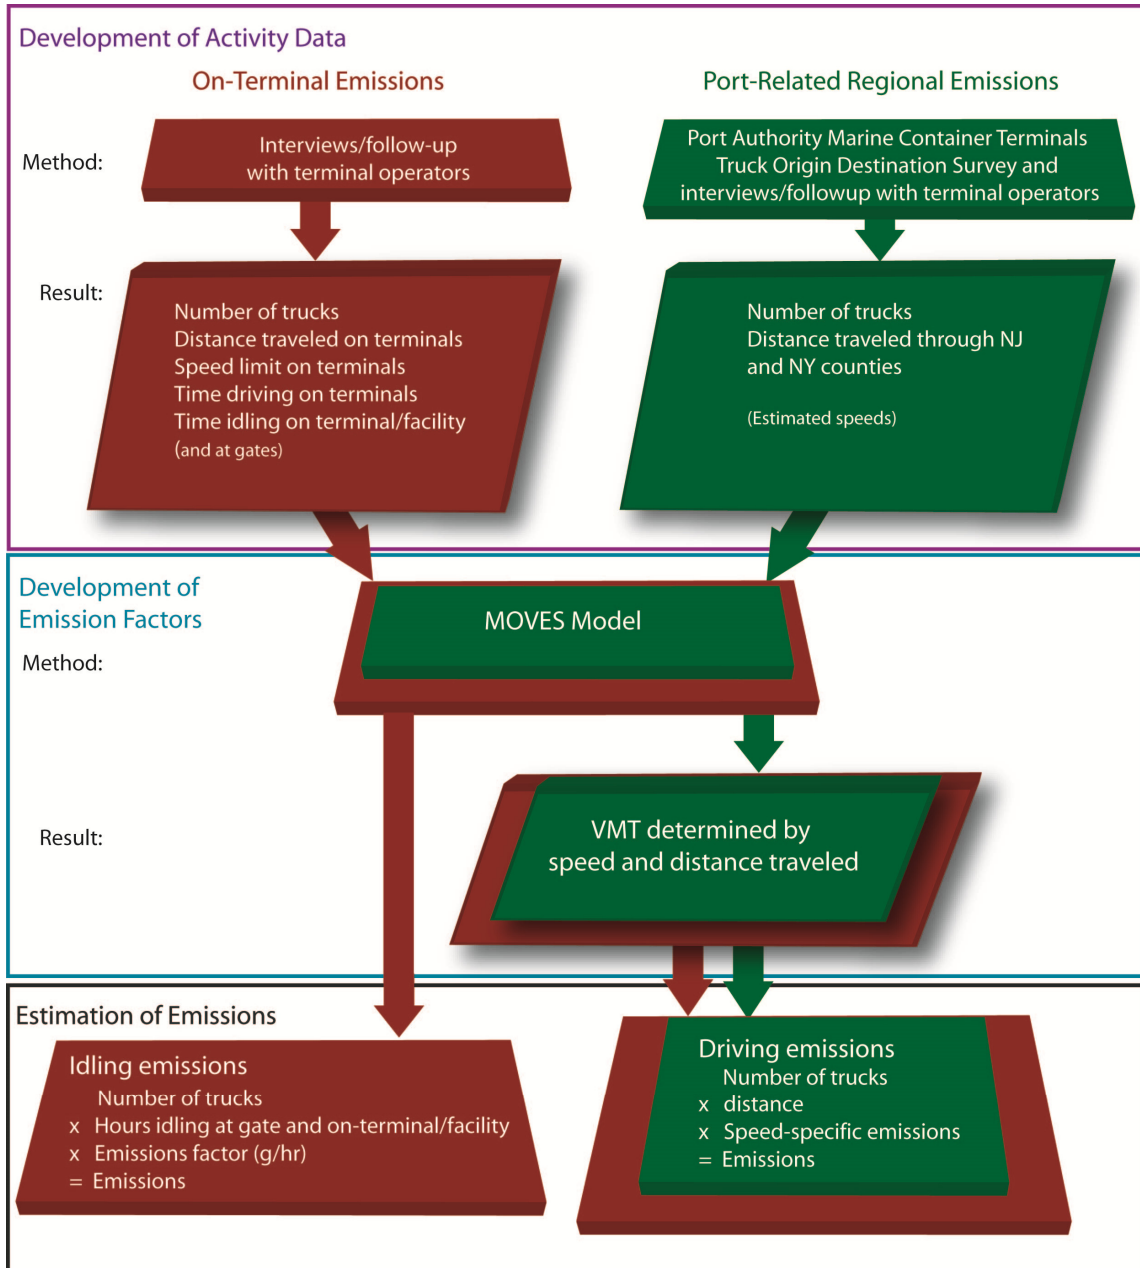 Development of Activity Data
On-Terminal Emissions
Port-Related Regional Emissions
Method:
Interviews/follow-up
with terminal operators
Port Authority Marine Container Terminals
Truck Origin Destination Survey and
interviews/followup with terminal operators
Result:
Number of trucks
Distance traveled on terminals
Speed limit on terminals
Time driving on terminals
Time idling on terminal/facility
(and at gates)
Number of trucks
Distance traveled through NJ
and NY counties
(Estimated speeds)
Development of
Emission Factors
Method:
MOVES Model
Result:
VMT determined by
speed and distance traveled
Estimation of Emissions
Idling emissions
Number of trucks
x Hours idling at gate and on-terminal/facility
x Emissions factor (g/hr)
= Emissions
Driving emissions
Number of trucks
x distance
x Speed-specific emissions
= Emissions